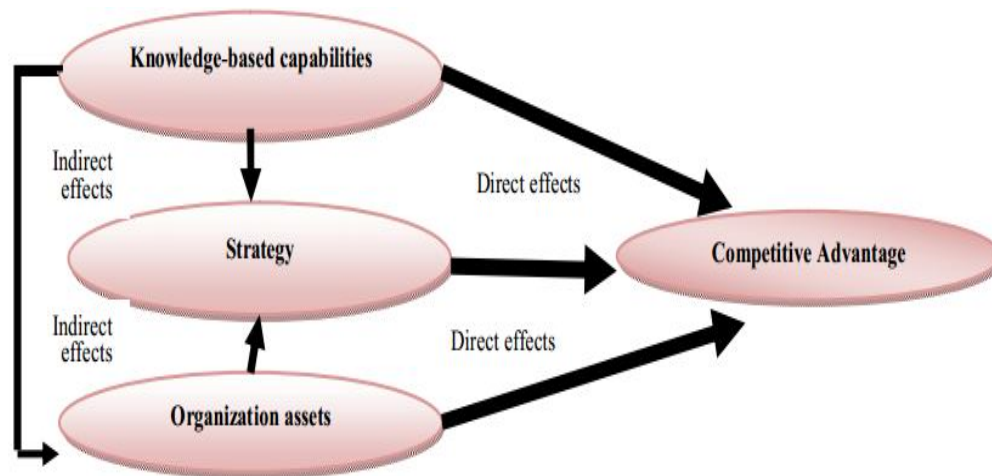 Knowledge-based capabilities
Indirect
effects
Direct effects
Strategy
Competitive Advantage
Indirect
effects
Direct effects
Organization assets